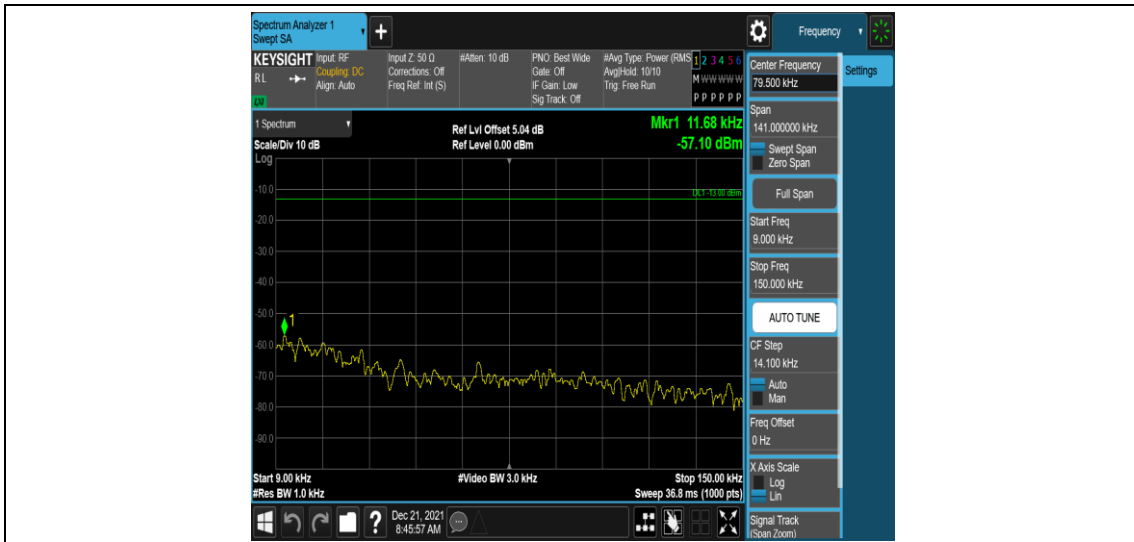 Spectrum Analyzer 1
Swept SA
+
Frequency
KEYSIGHT
RL
LXI
Input: RF
Coupling: DC
Align: Auto
Input Z: 50 Ω
Corrections: Off
Freq Ref: Int (S)
#Atten: 10 dB
PNO: Best Wide
Gate: Off
IF Gain: Low
Sig Track: Off
#Avg Type: Power (RMS
Avg|Hold: 10/10
Trig: Free Run
1 2 3 4 5 6
M W W W W W
P P P P P P
1 Spectrum
Scale/Div 10 dB
Log
Ref Lvl Offset 5.04 dB
Ref Level 0.00 dBm
Mkr1 11.68 kHz
-57.10 dBm
DL1 -13.00 dBm
-10.0
-20.0
-30.0
-40.0
-50.0
1
-60.0
-70.0
-80.0
-90.0
Start 9.00 kHz
#Res BW 1.0 kHz
#Video BW 3.0 kHz
Stop 150.00 kHz
Sweep 36.8 ms (1000 pts)
Center Frequency
79.500 kHz
Settings
Span
141.000000 kHz
Swept Span
Zero Span
Full Span
Start Freq
9.000 kHz
Stop Freq
150.000 kHz
AUTO TUNE
CF Step
14.100 kHz
Auto
Man
Freq Offset
0 Hz
X Axis Scale
Log
Lin
Signal Track
(Span Zoom)
?
Dec 21, 2021
8:45:57 AM